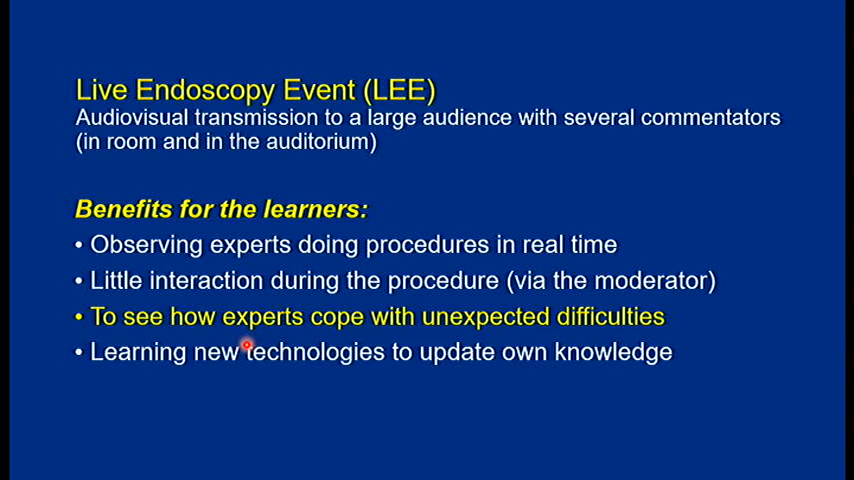 Live Endoscopy Event (LEE)
Audiovisual transmission to a large audience with several commentators
(in room and in the auditorium)
Benefits for the learners:
• Observing experts doing procedures in real time
• Little interaction during the procedure (via the moderator)
• To see how experts cope with unexpected difficulties
• Learning new technologies to update own knowledge